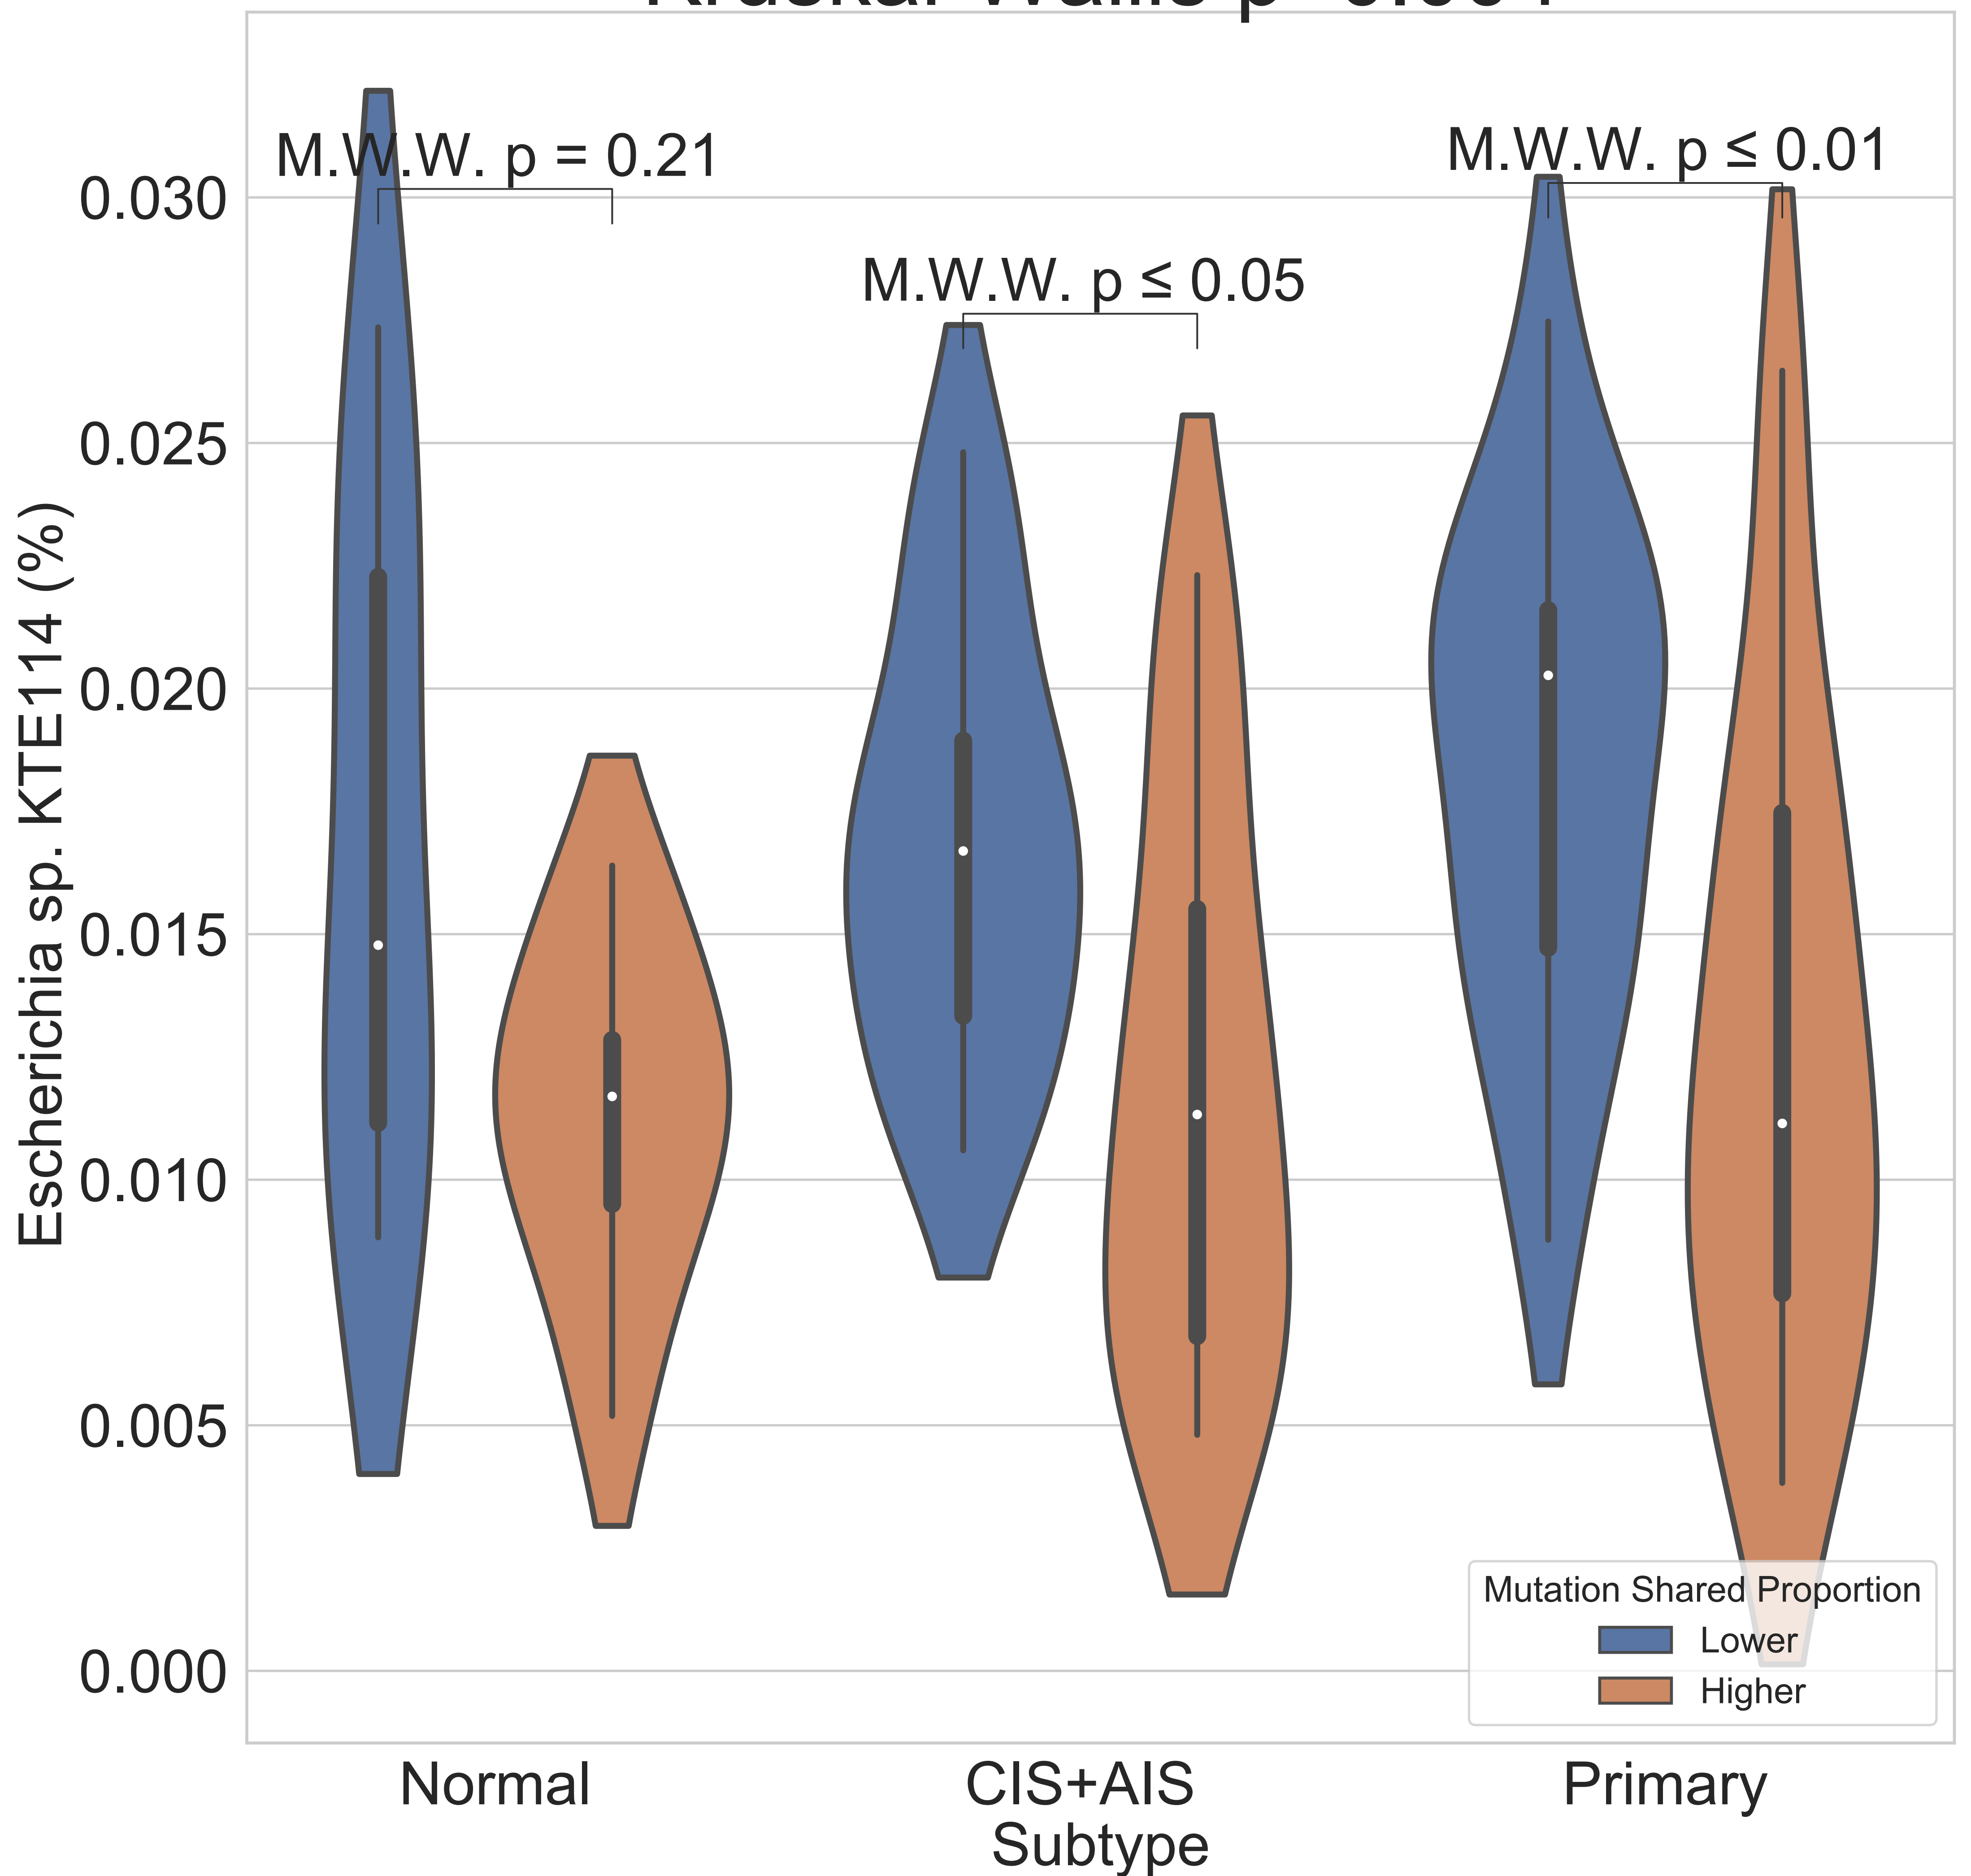 M.W.W. p = 0.21
M.W.W. p ≤ 0.01
M.W.W. p ≤ 0.05
0.030
0.025
0.020
0.015
0.010
0.005
0.000
Escherichia sp. KTE114 (%)
Mutation Shared Proportion
Lower
Higher
Normal
CIS+AIS
Primary
Subtype